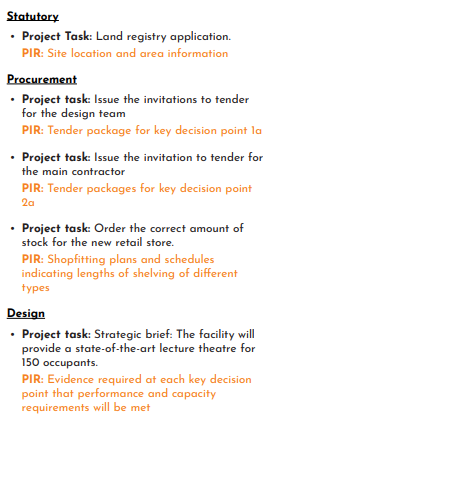 Statutory
• Project Task: Land registry application.
PIR: Site location and area information
Procurement
• Project task: Issue the invitations to tender
for the design team
PIR: Tender package for key decision point 1a
• Project task: Issue the invitation to tender for
the main contractor
PIR: Tender packages for key decision point
2a
• Project task: Order the correct amount of
stock for the new retail store.
PIR: Shopfitting plans and schedules
indicating lengths of shelving of different
types
Design
• Project task: Strategic brief: The facility will
provide a state-of-the-art lecture theatre for
150 occupants.
PIR: Evidence required at each key decision
point that performance and capacity
requirements will be met